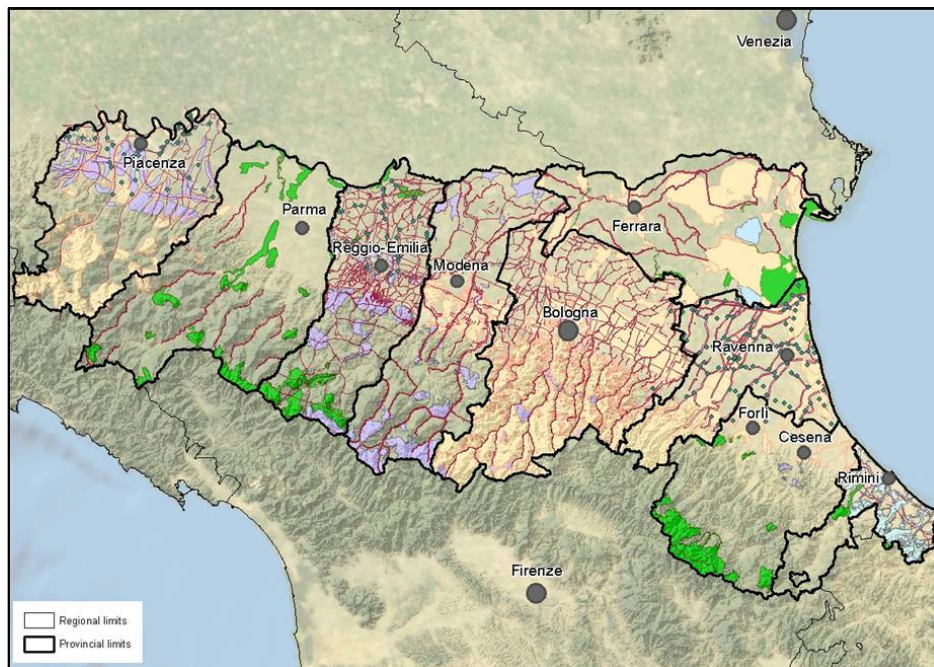 Venezia
Piacenza
Parma
Reggio-Emilia
Modena
Ferrara
Bologna
Ravenna
Forlì
Cesena
Rimini
Firenze
Regional limits
Provincial limits